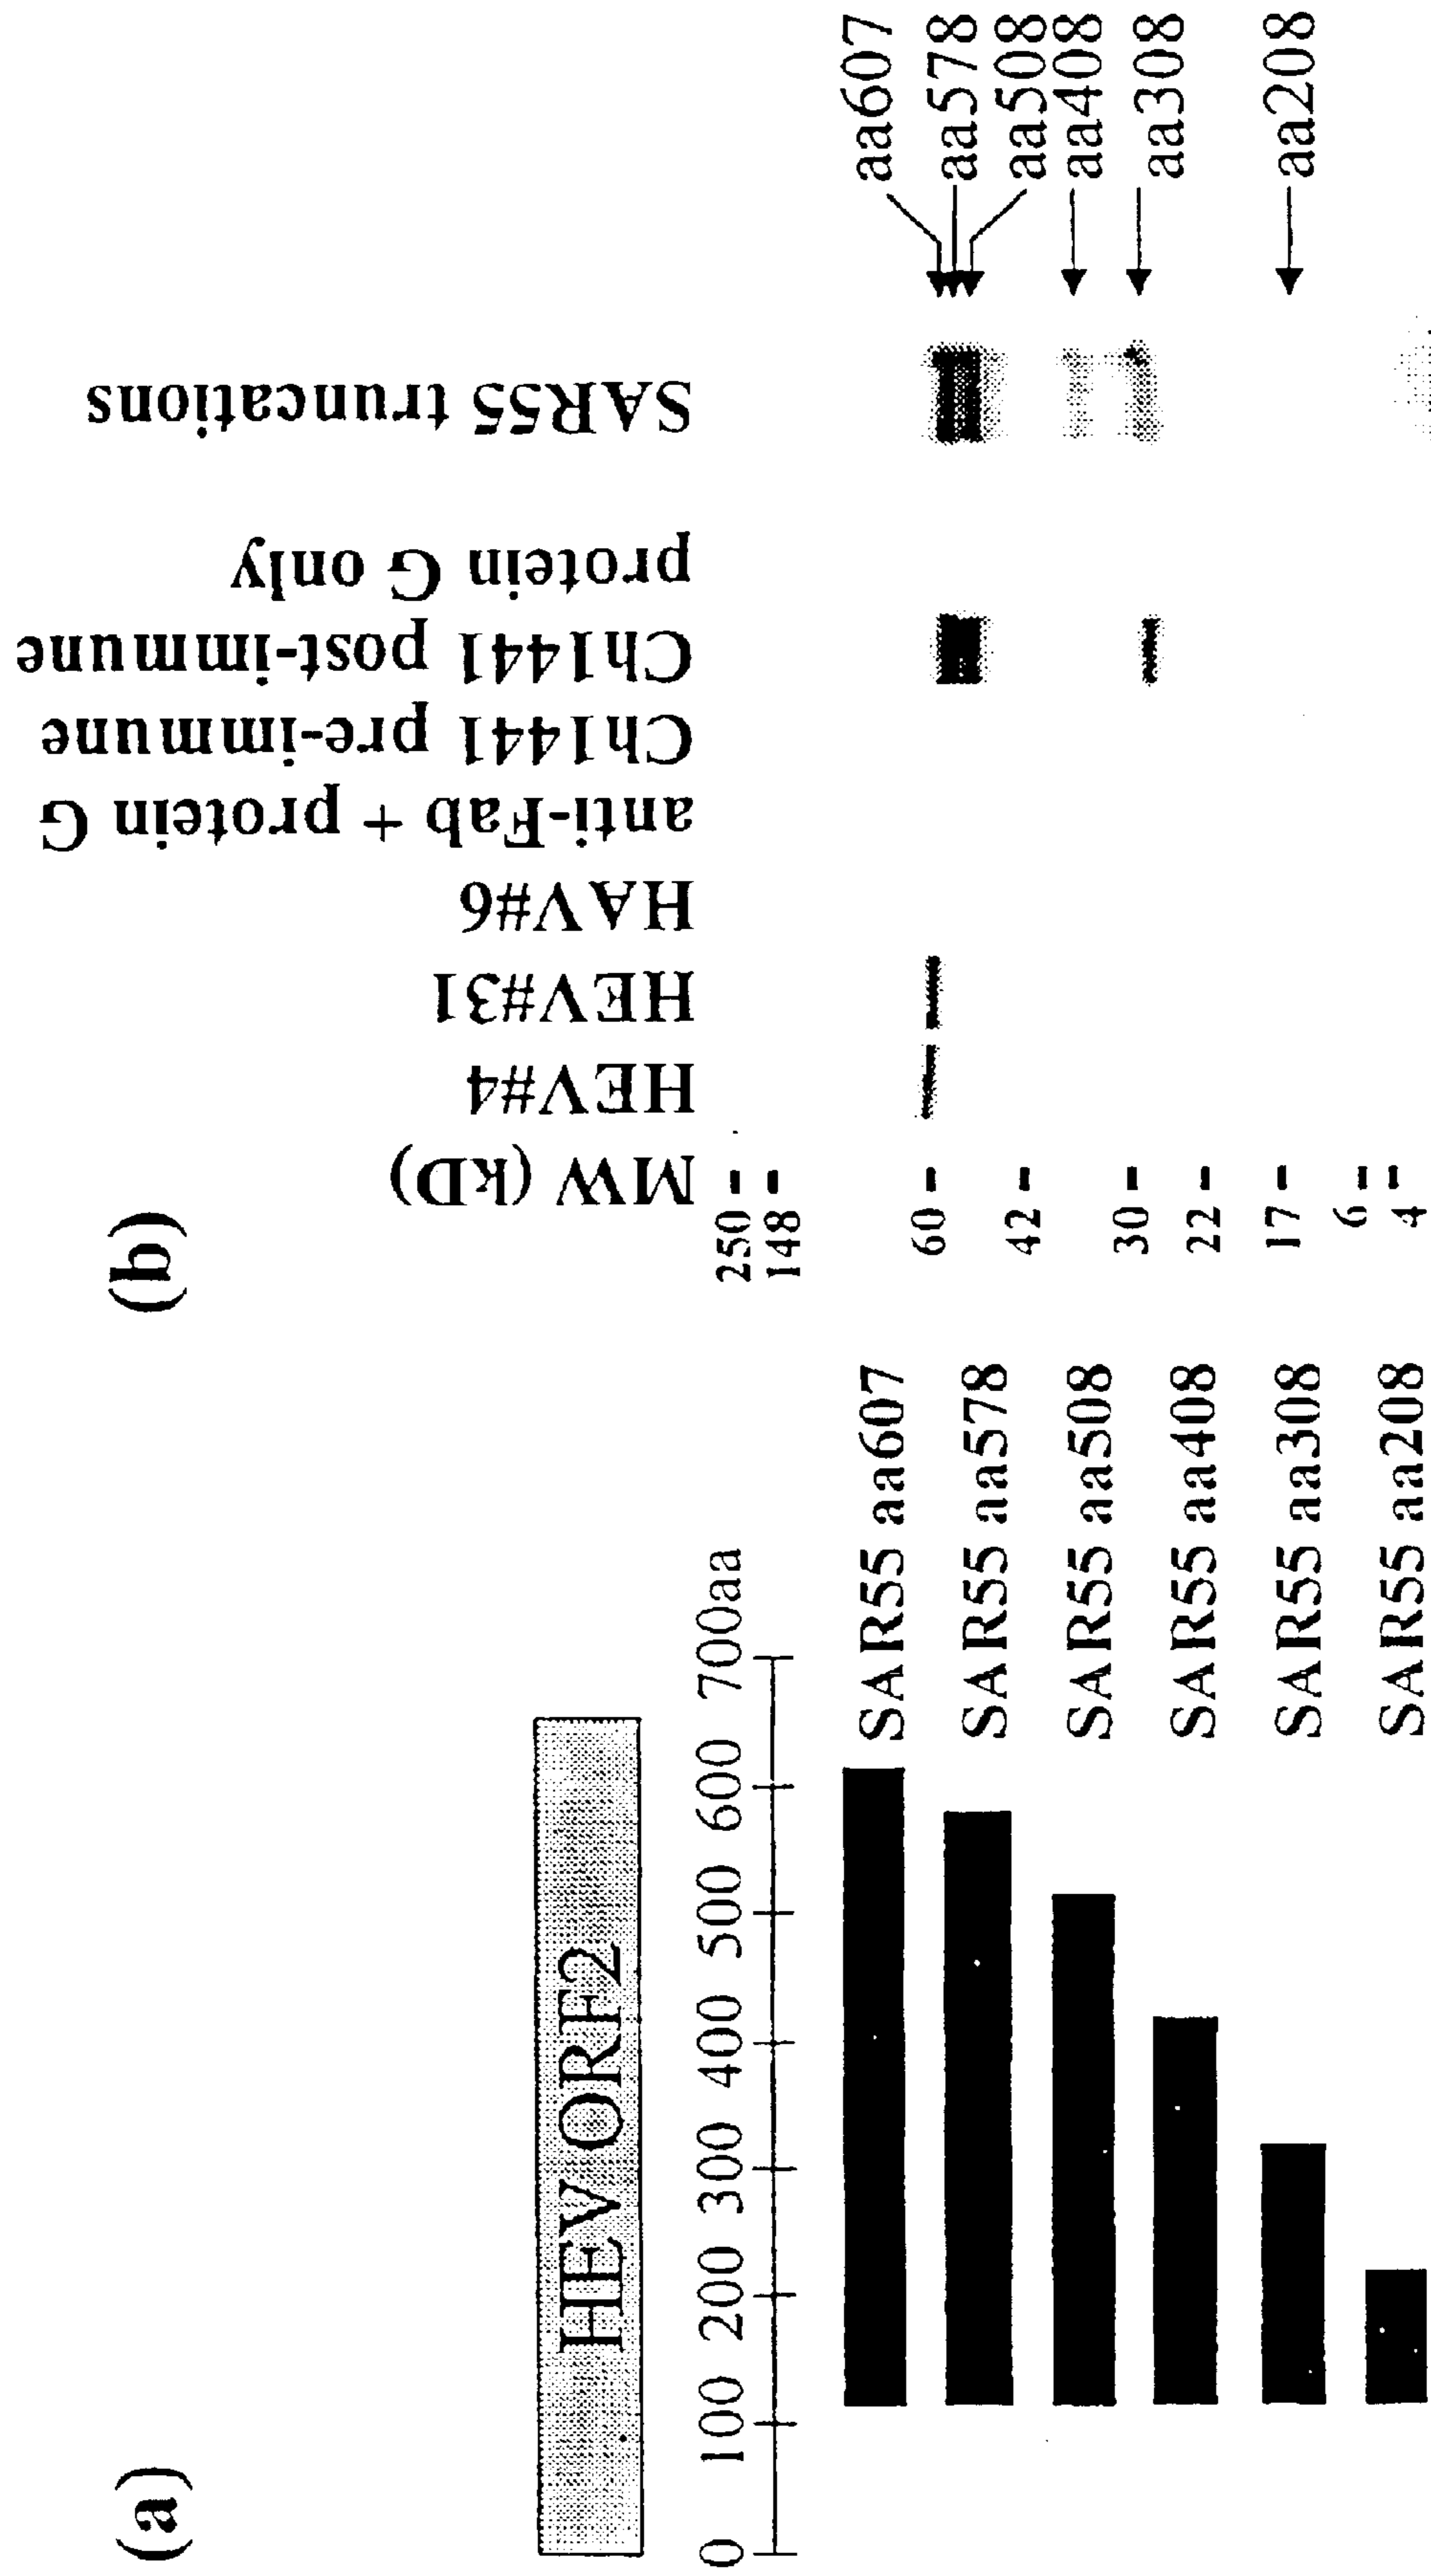 (a)
HEV ORF2
0 100 200 300 400 500 600 700aa
SAR55 aa607
SAR55 aa578
SAR55 aa508
SAR55 aa408
SAR55 aa308
SAR55 aa208
(b)
MW (kD)
HEV#4
HEV#31
HAV#6
anti-Fab + protein G
Ch1441 pre-immune
Ch1441 post-immune
protein G only
SAR55 truncations
250
148
60
42
30
22
17
6
4
aa607
aa578
aa508
aa408
aa308
aa208